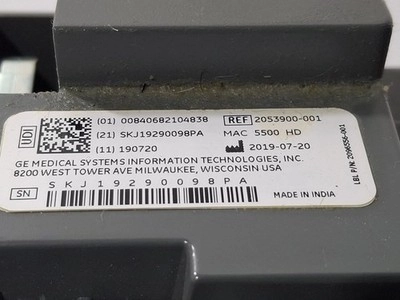 UDI
(01) 00840682104838
(21) SKJ19290098PA
(11) 190720
REF 2053900-001
MAC 5500 HD
2019-07-20
GE MEDICAL SYSTEMS INFORMATION TECHNOLOGIES, INC.
8200 WEST TOWER AVE MILWAUKEE, WISCONSIN USA
SN SKJ19290098PA
MADE IN INDIA
LBL P/N: 2096556-001